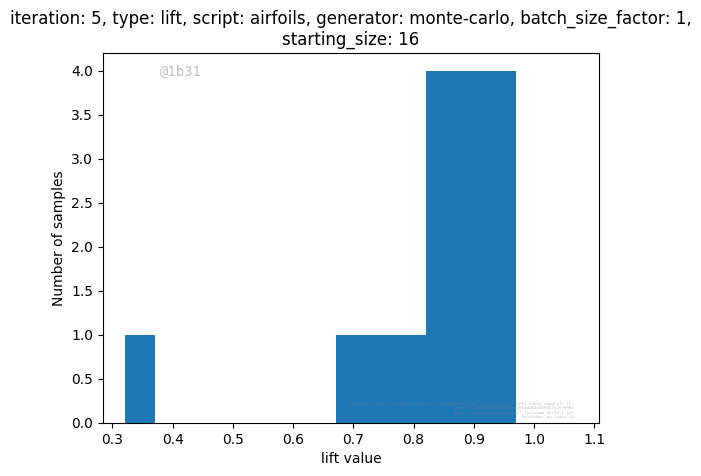 iteration: 5, type: lift, script: airfoils, generator: monte-carlo, batch_size_factor: 1,
starting_size: 16
@1b31
4.0
3.5
3.0
2.5
2.0
1.5
1.0
0.5
0.0
Number of samples
0.3 0.4 0.5 0.6 0.7 0.8 0.9 1.0 1.1
lift value